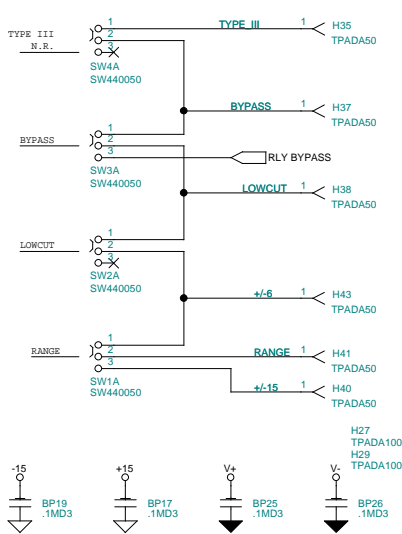 TYPE III
N.R.
1
2
3
SW4A
SW440050
TYPE_III
1
H35
TPADA50
BYPASS
1
H37
TPADA50
BYPASS
1
2
3
SW3A
SW440050
RLY BYPASS
LOWCUT
1
H38
TPADA50
LOWCUT
1
2
3
SW2A
SW440050
+/-6
1
H43
TPADA50
RANGE
1
2
3
SW1A
SW440050
RANGE
1
H41
TPADA50
+/-15
1
H40
TPADA50
H27
TPADA100
H29
TPADA100
-15
BP19
.1MD3
+15
BP17
.1MD3
V+
BP25
.1MD3
V-
BP26
.1MD3